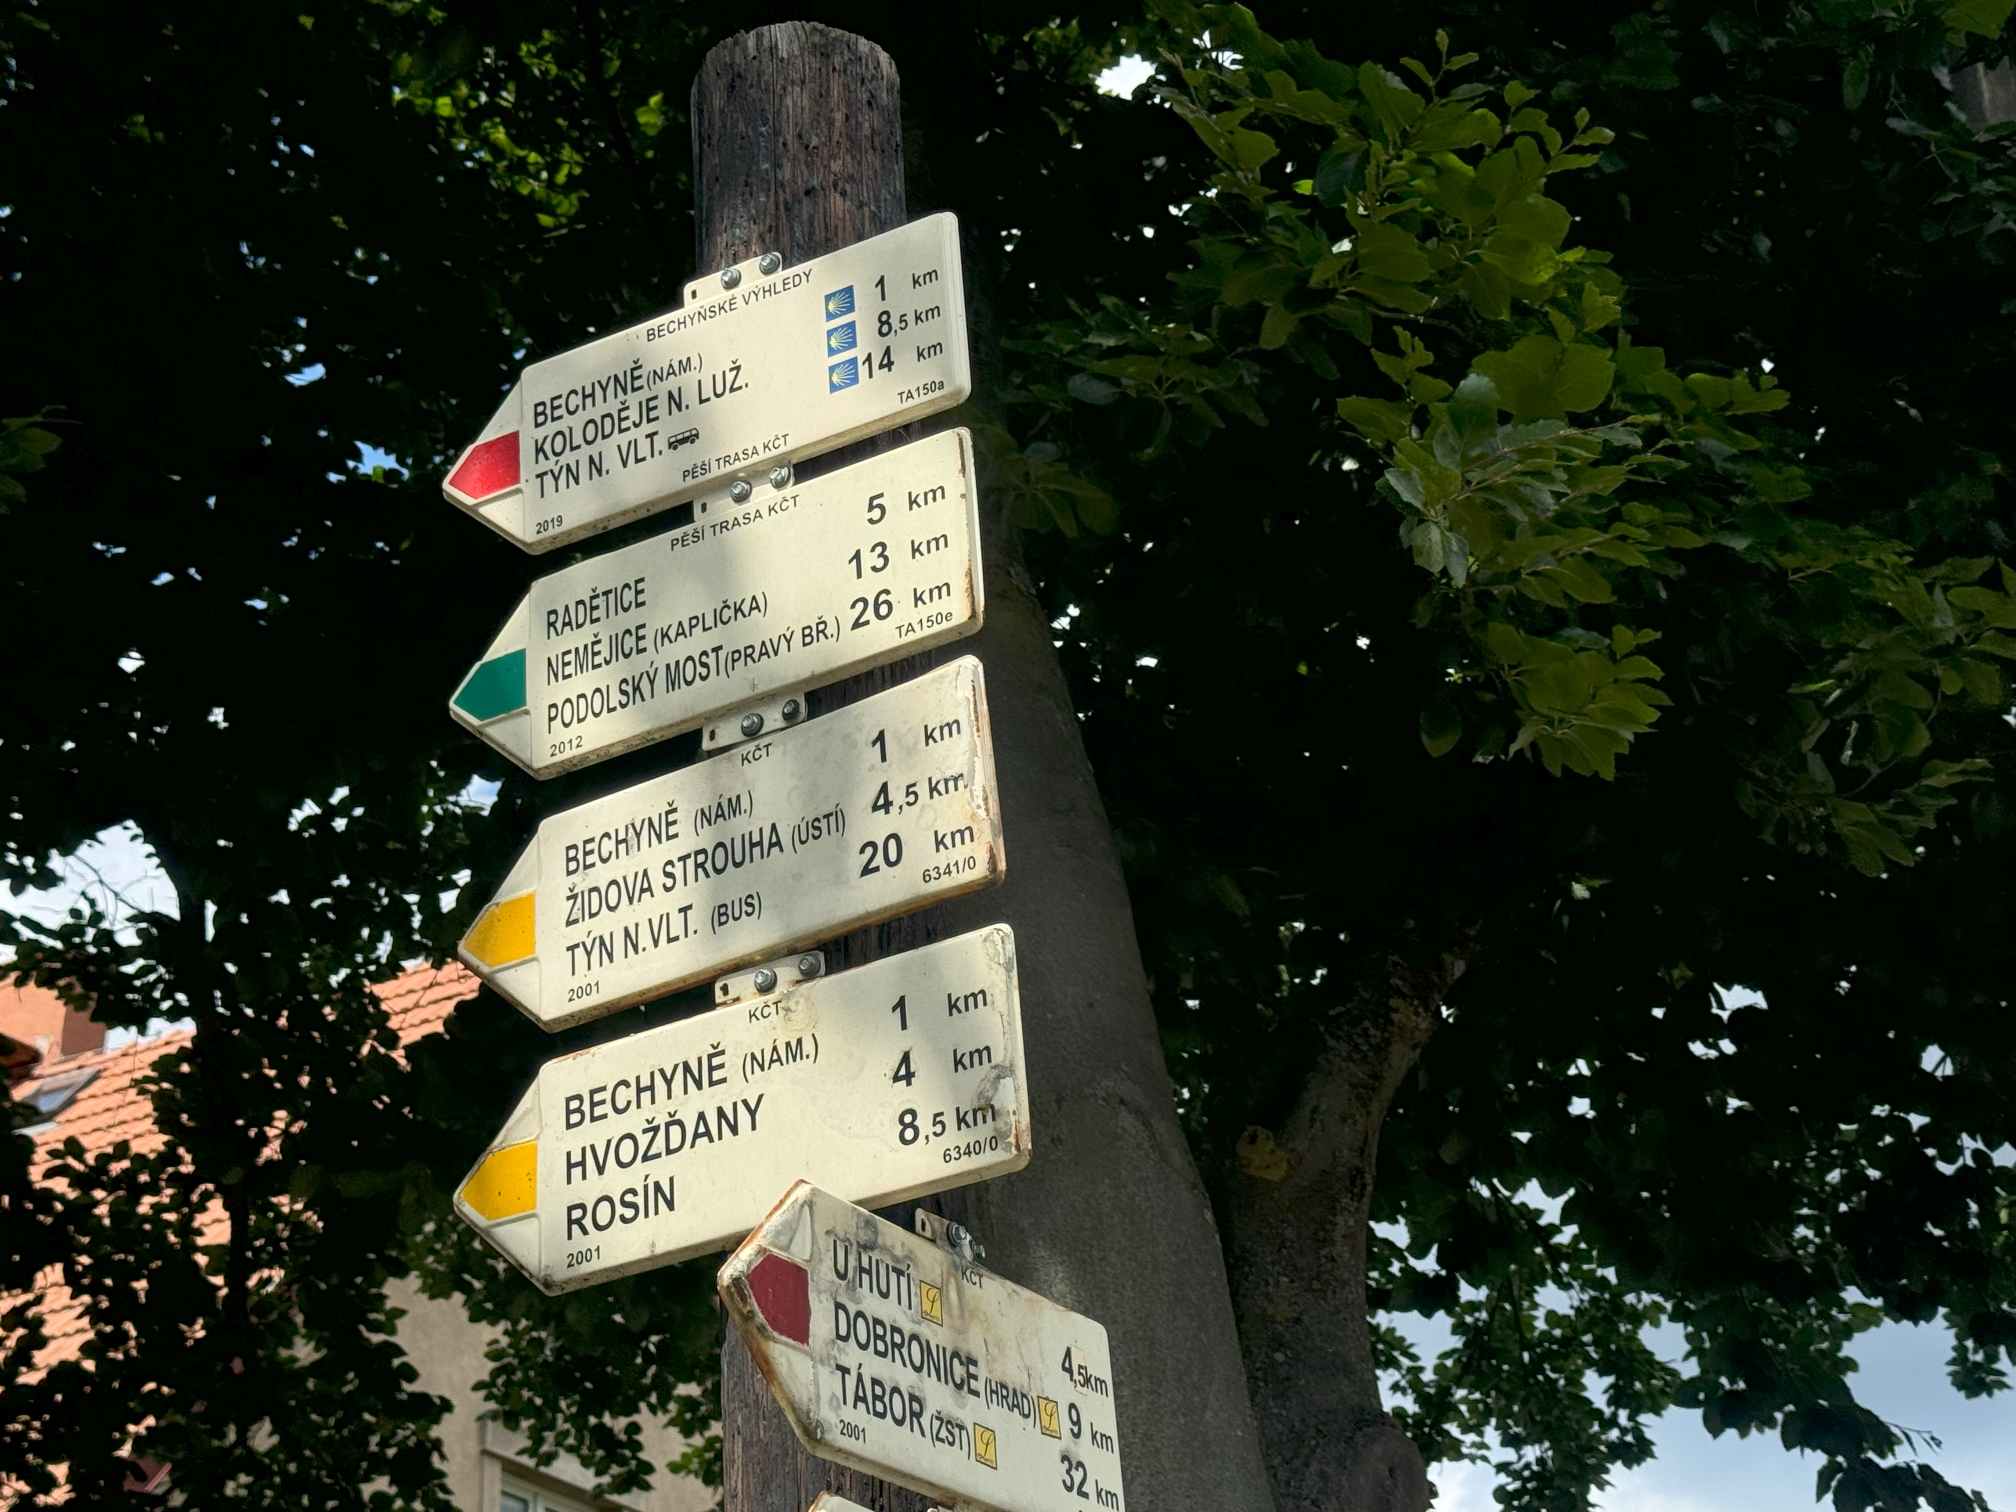 BECHYŇSKÉ VÝHLEDY
BECHYNĚ (NÁM.) 1 km
KOLODĚJE N. LUŽ. 8,5 km
TÝN N. VLT. 14 km
2019 PĚŠÍ TRASA KČT TA150a
PĚŠÍ TRASA KČT
RADĚTICE 5 km
NEMĚJICE (KAPLIČKA) 13 km
PODOLSKÝ MOST (PRAVÝ BŘ.) 26 km
2012 TA150e
KČT
BECHYNĚ (NÁM.) 1 km
ŽIDOVA STROUHA (ÚSTÍ) 4,5 km
TÝN N.VLT. (BUS) 20 km
2001 6341/0
KČT
BECHYNĚ (NÁM.) 1 km
HVOŽĎANY 4 km
ROSÍN 8,5 km
2001 6340/0
KČT
U HUTÍ 4,5km
DOBRONICE (HRAD) 9 km
TÁBOR (ŽST) 32 km
2001